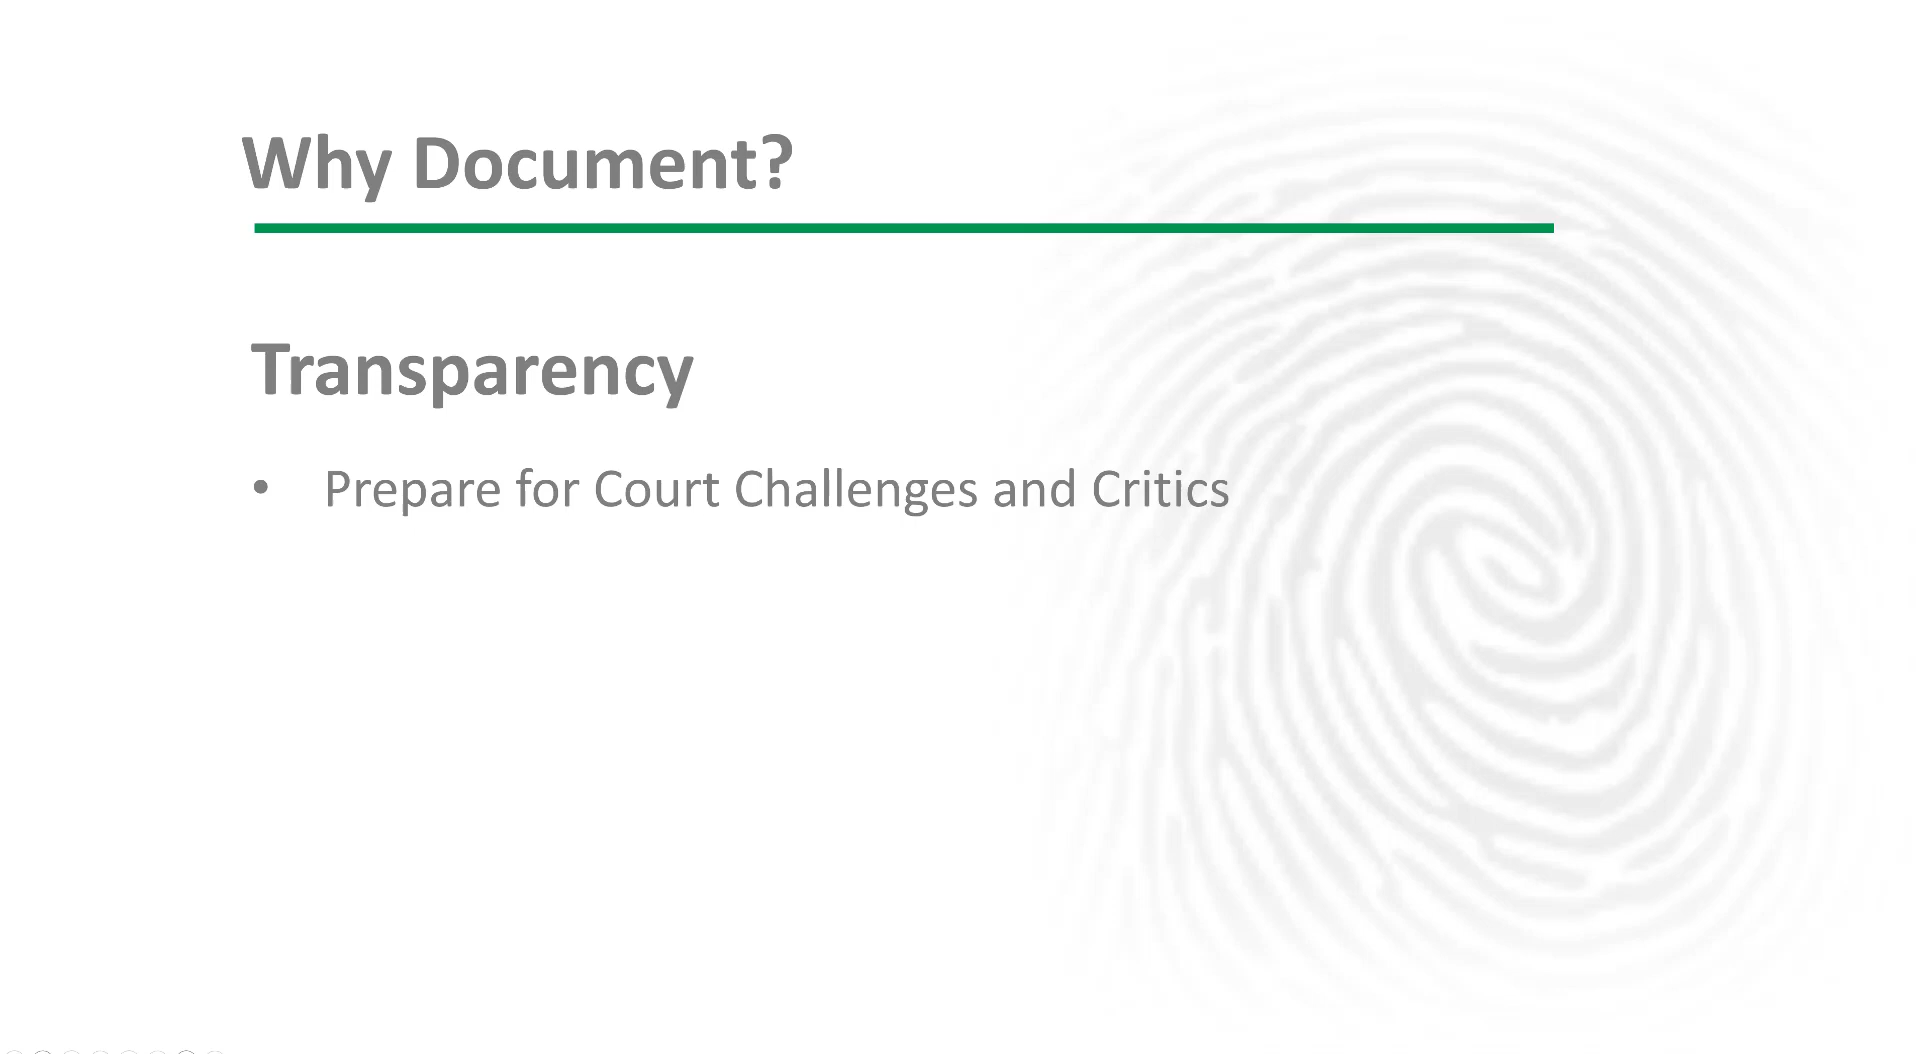 Why Document?
Transparency
• Prepare for Court Challenges and Critics